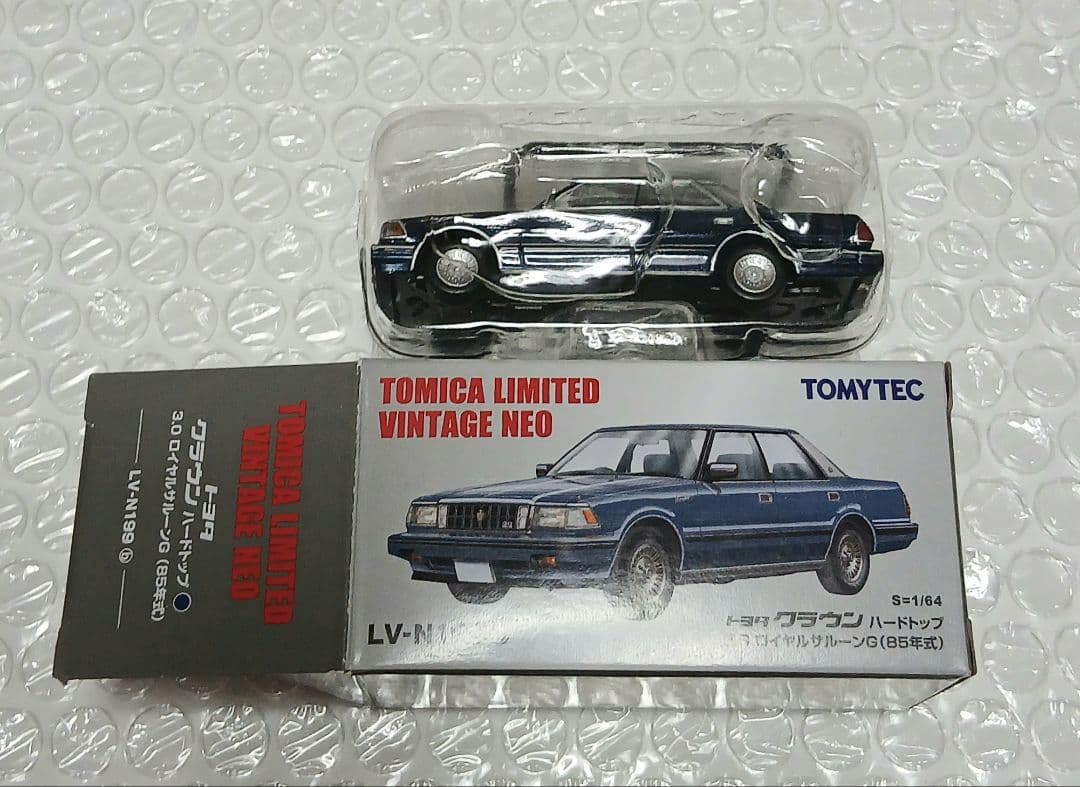 TOMICA LIMITED
VINTAGE NEO
TOMYTEC
S=1/64
LV-N1
トヨタ クラウン ハードトップ
ロイヤルサルーンG(85年式)
TOMICA LIMITED
VINTAGE NEO
トヨタ
クラウン ハードトップ
3.0 ロイヤルサルーンG (85年式)
LV-N199 ⓑ